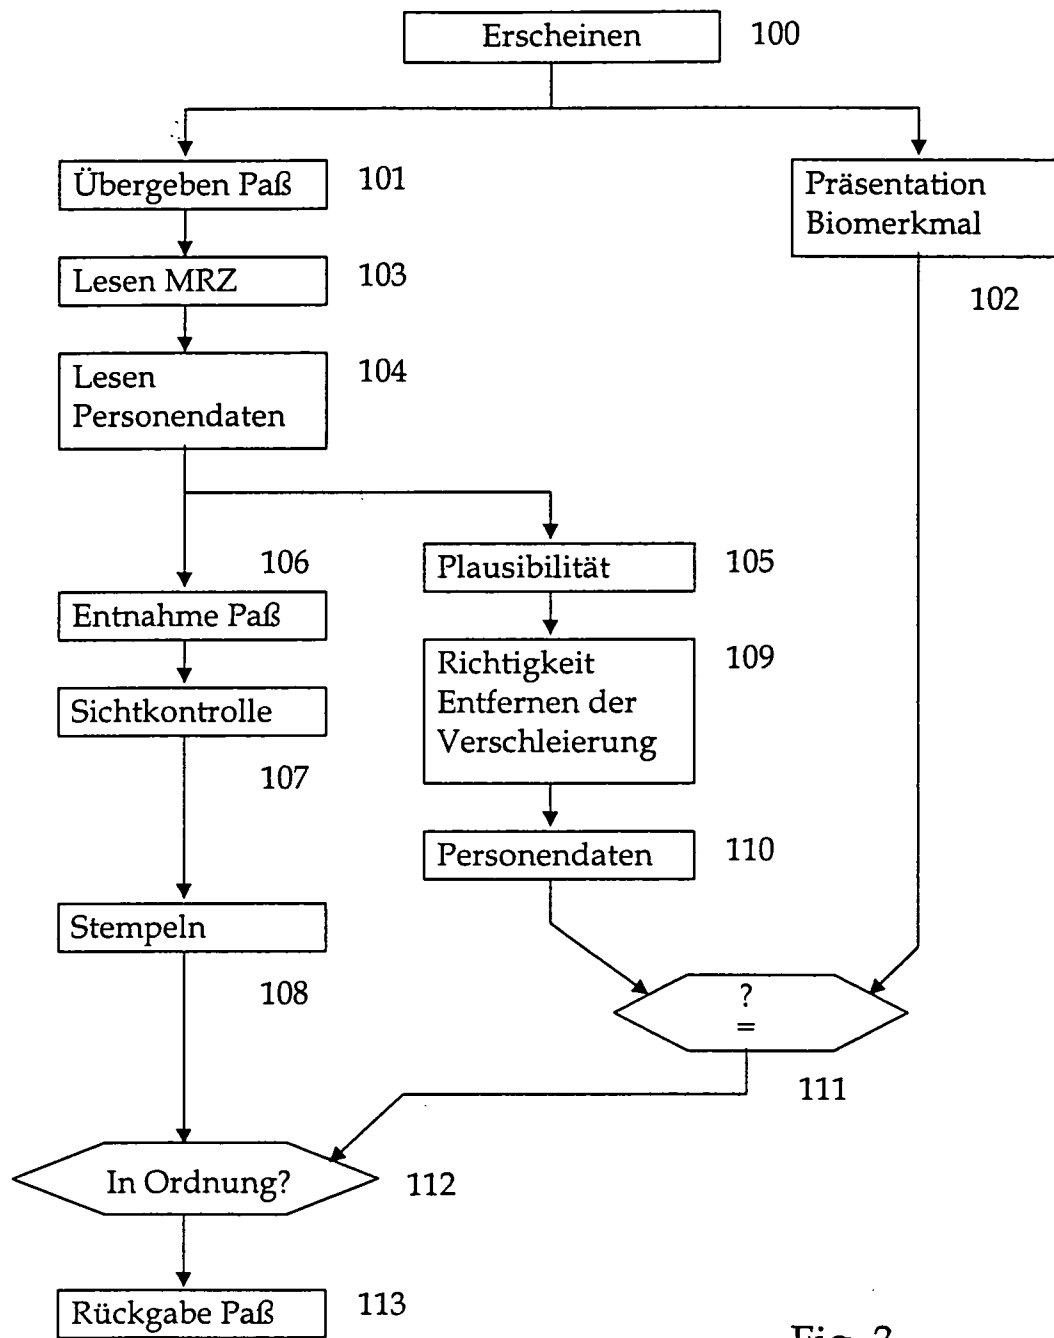 Erscheinen 100
Übergeben Paß 101
Präsentation
Biomerkmal
102
Lesen MRZ 103
Lesen
Personendaten
104
106
Entnahme Paß
Plausibilität 105
Sichtkontrolle
107
Richtigkeit
Entfernen der
Verschleierung
109
Personendaten 110
Stempeln
108
?
=
111
In Ordnung? 112
Rückgabe Paß 113
Fig.